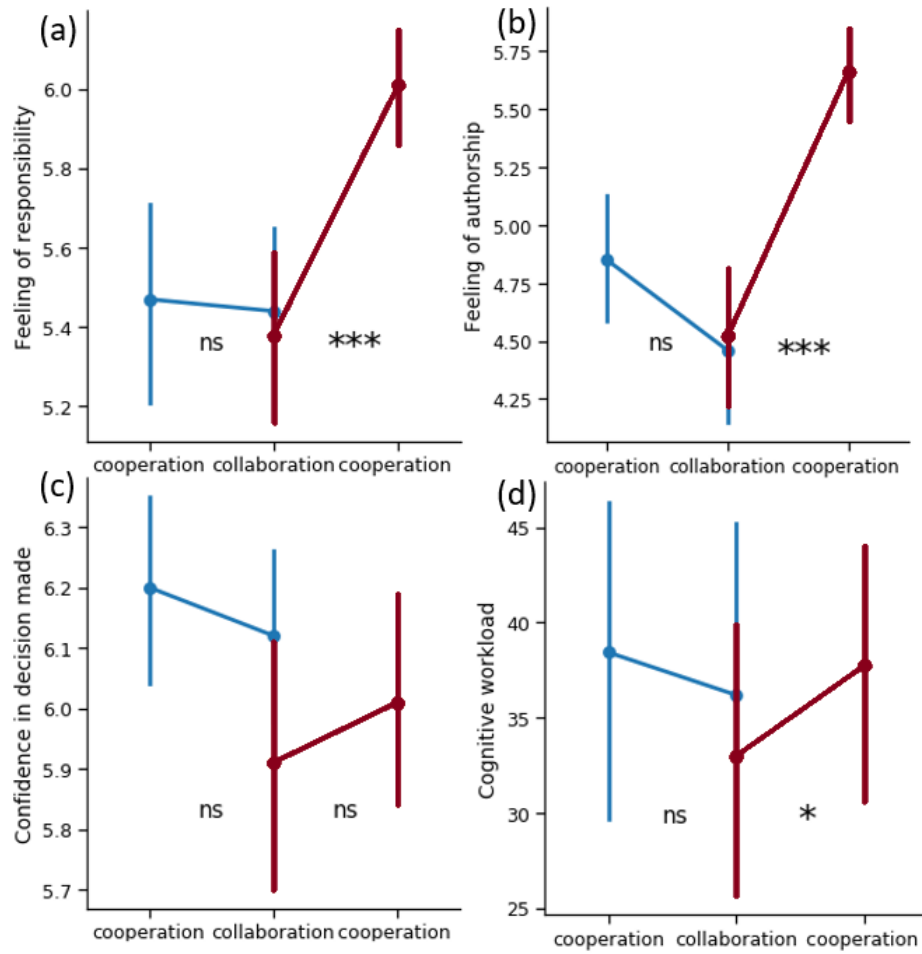 (a)
Feeling of responsibility
6.0
5.8
5.6
5.4
5.2
ns
***
cooperation collaboration cooperation
(b)
Feeling of authorship
5.75
5.50
5.25
5.00
4.75
4.50
4.25
ns
***
cooperation collaboration cooperation
(c)
Confidence in decision made
6.3
6.2
6.1
6.0
5.9
5.8
5.7
ns
ns
cooperation collaboration cooperation
(d)
Cognitive workload
45
40
35
30
25
ns
*
cooperation collaboration cooperation